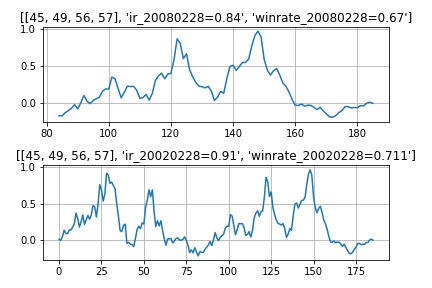 [[45, 49, 56, 57], 'ir_20080228=0.84', 'winrate_20080228=0.67']
1.0
0.5
0.0
80 100 120 140 160 180
[[45, 49, 56, 57], 'ir_20020228=0.91', 'winrate_20020228=0.711']
1.0
0.5
0.0
0 25 50 75 100 125 150 175